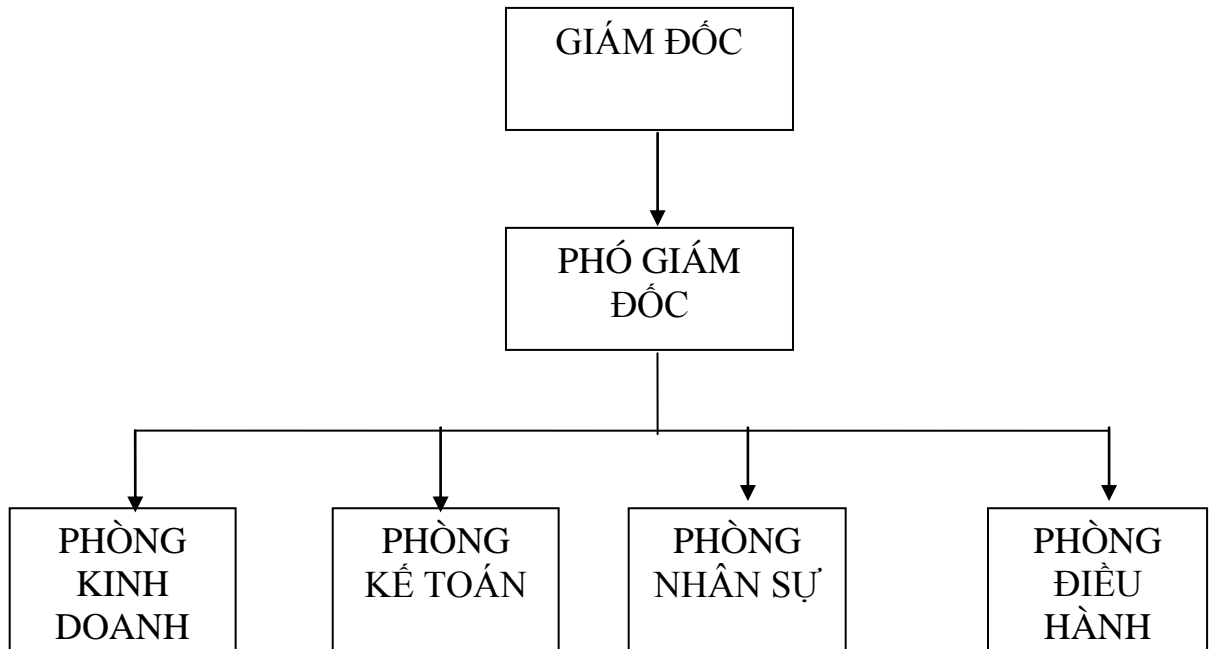 GIÁM ĐỐC
PHÓ GIÁM
ĐỐC
PHÒNG
KINH
DOANH
PHÒNG
KẾ TOÁN
PHÒNG
NHÂN SỰ
PHÒNG
ĐIỀU
HÀNH